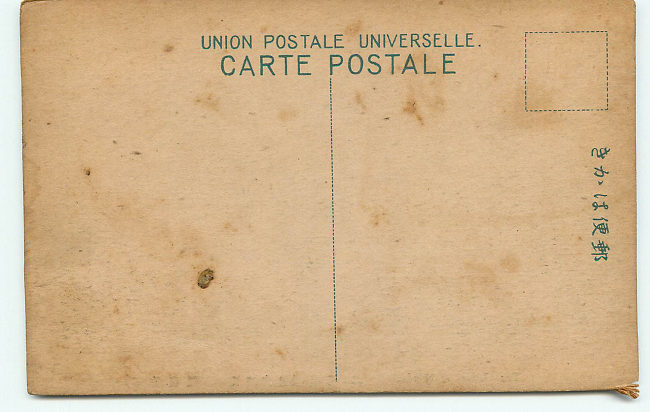 UNION POSTALE UNIVERSELLE.
CARTE POSTALE
郵便はかき